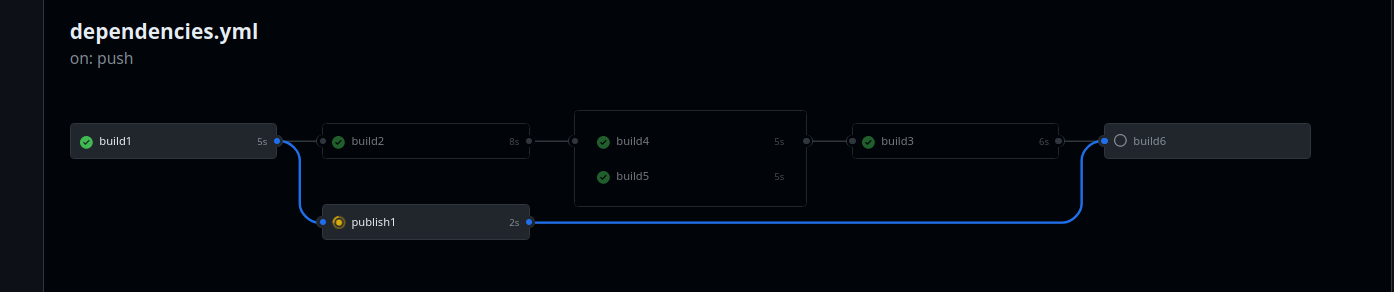 dependencies.yml
on: push
build1 5s
build2 8s
build4 5s
build5 5s
build3 6s
build6
publish1 2s